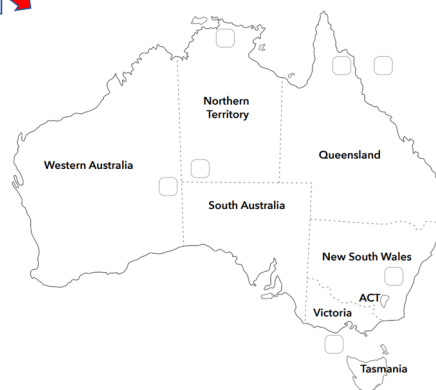 Northern
Territory
Queensland
Western Australia
South Australia
New South Wales
ACT
Victoria
Tasmania